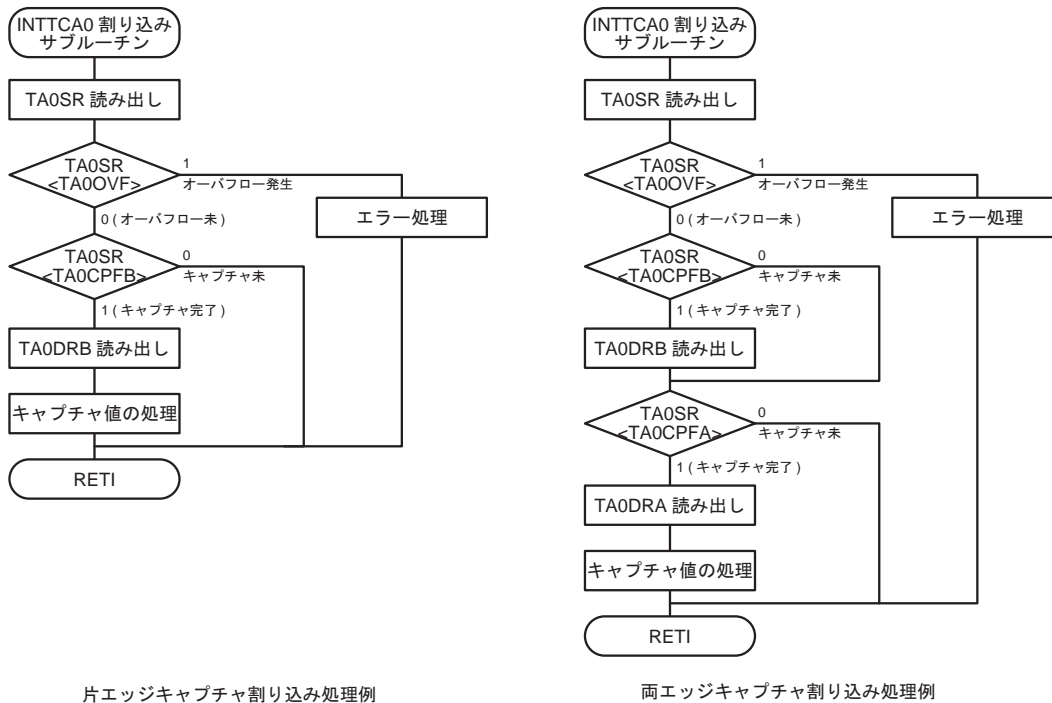 INTTCA0 割り込み
サブルーチン
TA0SR 読み出し
TA0SR
<TA0OVF>
1
オーバフロー発生
0 ( オーバフロー未 )
エラー処理
TA0SR
<TA0CPFB>
0
キャプチャ未
1 ( キャプチャ完了 )
TA0DRB 読み出し
キャプチャ値の処理
RETI
片エッジキャプチャ割り込み処理例
INTTCA0 割り込み
サブルーチン
TA0SR 読み出し
TA0SR
<TA0OVF>
1
オーバフロー発生
0 ( オーバフロー未 )
エラー処理
TA0SR
<TA0CPFB>
0
キャプチャ未
1 ( キャプチャ完了 )
TA0DRB 読み出し
TA0SR
<TA0CPFA>
0
キャプチャ未
1 ( キャプチャ完了 )
TA0DRA 読み出し
キャプチャ値の処理
RETI
両エッジキャプチャ割り込み処理例